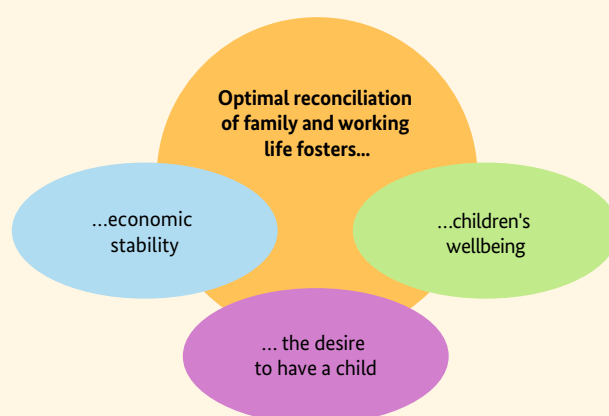 Optimal reconciliation
of family and working
life fosters...
...economic
stability
...children's
wellbeing
... the desire
to have a child